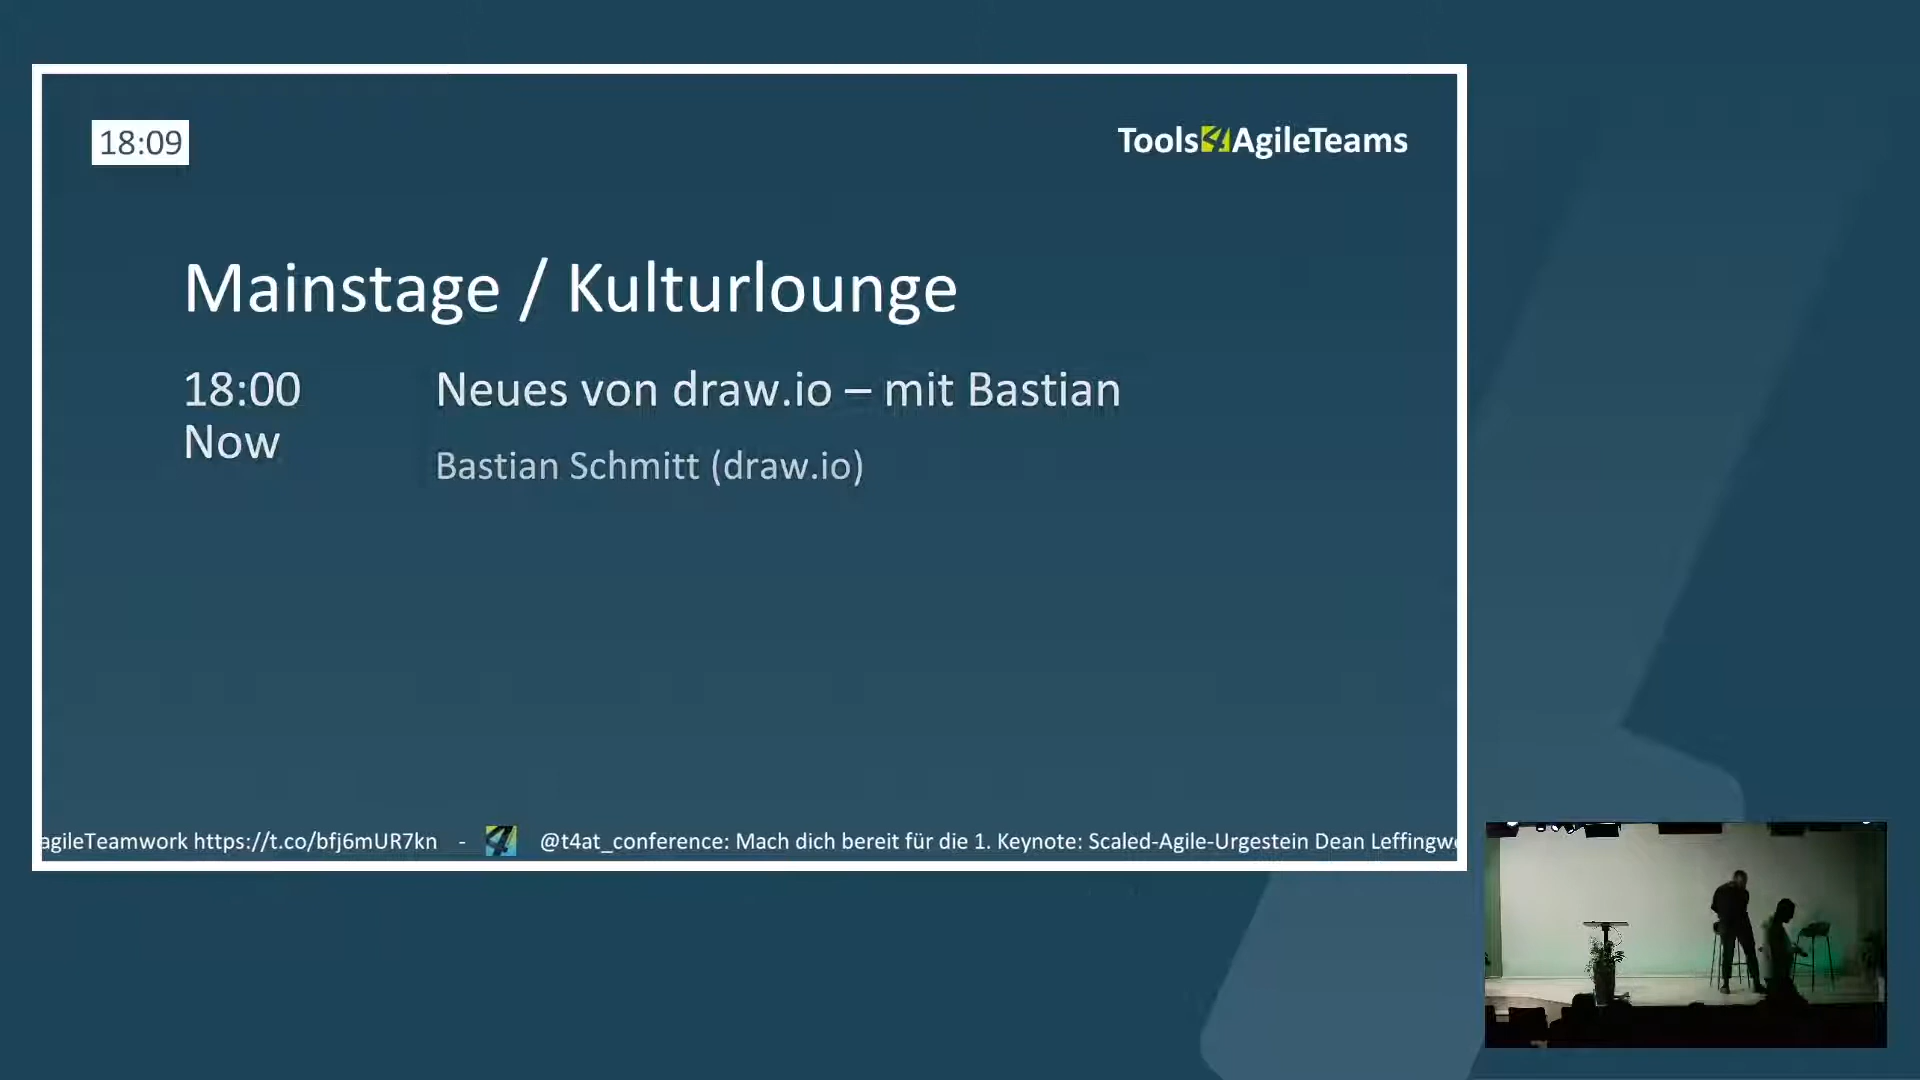 18:09
Tools4AgileTeams
Mainstage / Kulturlounge
18:00 Neues von draw.io – mit Bastian
Now
Bastian Schmitt (draw.io)
agileTeamwork https://t.co/bfj6mUR7kn - @t4at_conference: Mach dich bereit für die 1. Keynote: Scaled-Agile-Urgestein Dean Leffingwe